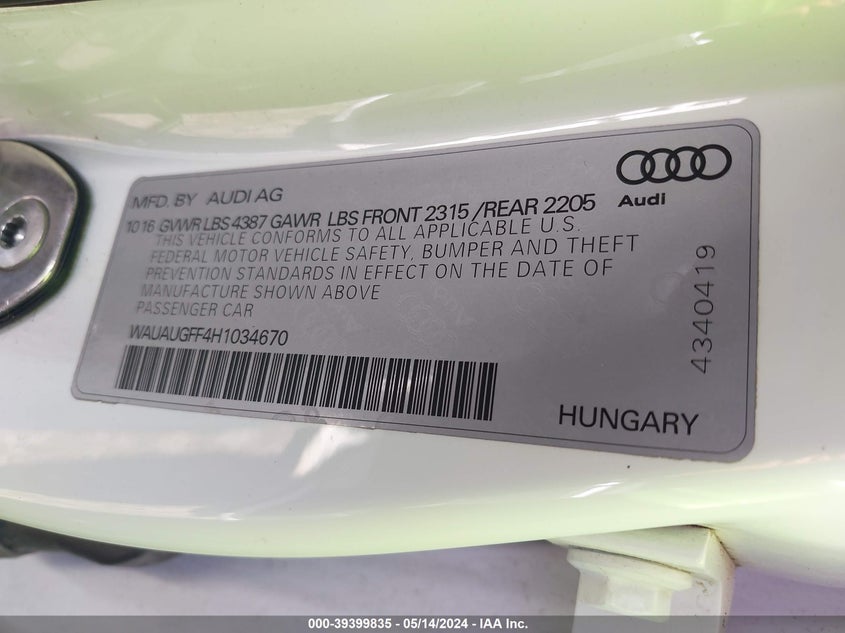 MFD. BY AUDI AG
10 16 GVWR LBS 4387 GAWR LBS FRONT 2315 /REAR 2205
THIS VEHICLE CONFORMS TO ALL APPLICABLE U.S.
FEDERAL MOTOR VEHICLE SAFETY, BUMPER AND THEFT
PREVENTION STANDARDS IN EFFECT ON THE DATE OF
MANUFACTURE SHOWN ABOVE
PASSENGER CAR
WAUAUGFF4H1034670
Audi
4340419
HUNGARY
000-39399835 / 05/14/2024 - IAA Inc.